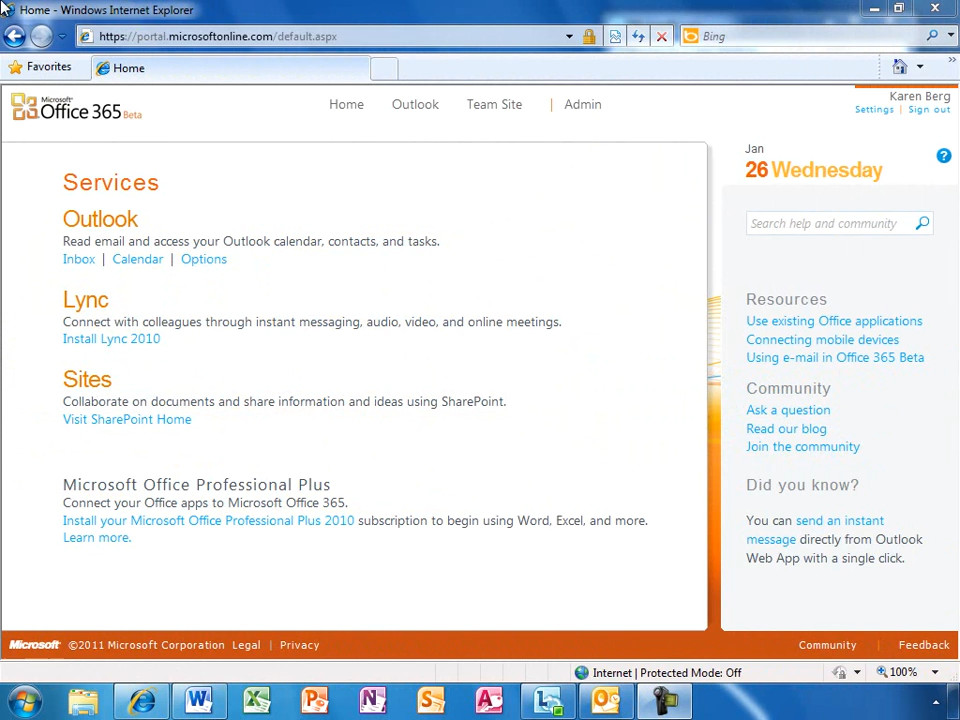 Home - Windows Internet Explorer
https://portal.microsoftonline.com/default.aspx
Bing
Favorites
Home
Microsoft
Office 365 Beta
Home Outlook Team Site | Admin
Karen Berg
Settings | Sign out
Jan
26 Wednesday
Search help and community
Services
Outlook
Read email and access your Outlook calendar, contacts, and tasks.
Inbox | Calendar | Options
Lync
Connect with colleagues through instant messaging, audio, video, and online meetings.
Install Lync 2010
Sites
Collaborate on documents and share information and ideas using SharePoint.
Visit SharePoint Home
Microsoft Office Professional Plus
Connect your Office apps to Microsoft Office 365.
Install your Microsoft Office Professional Plus 2010 subscription to begin using Word, Excel, and more.
Learn more.
Resources
Use existing Office applications
Connecting mobile devices
Using e-mail in Office 365 Beta
Community
Ask a question
Read our blog
Join the community
Did you know?
You can send an instant
message directly from Outlook
Web App with a single click.
Microsoft ©2011 Microsoft Corporation Legal | Privacy
Community | Feedback
Internet | Protected Mode: Off
100%